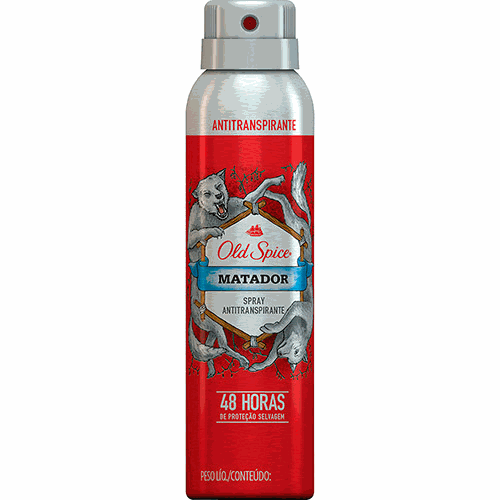 ANTITRANSPIRANTE
Old Spice
MATADOR
SPRAY
ANTITRANSPIRANTE
48 HORAS
DE PROTEÇÃO SELVAGEM
PESO LÍQ./CONTEÚDO: